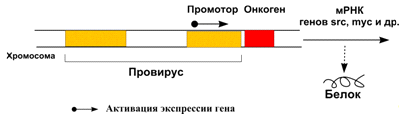 Промотор Онкоген
мРНК
генов src, myc и др.
Хромосома
Провирус
Белок
Активация экспрессии гена